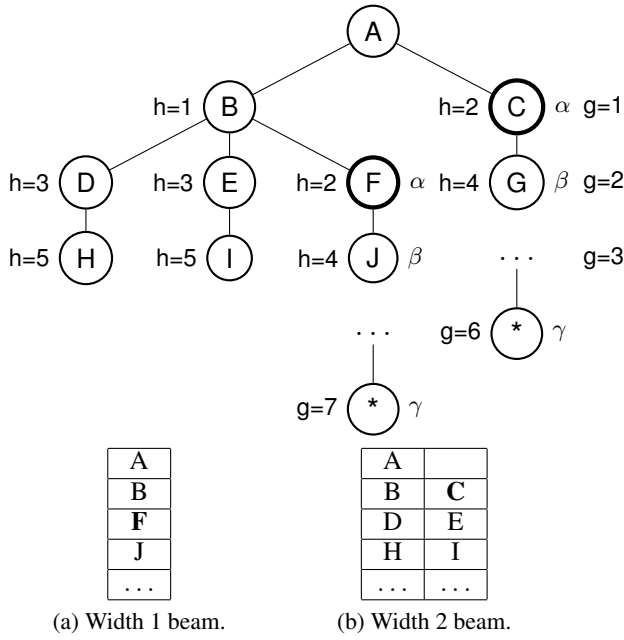 A
h=1 B h=2 C α g=1
h=3 D h=3 E h=2 F α h=4 G β g=2
h=5 H h=5 I h=4 J β . . . g=3
. . . g=6 * γ
g=7 * γ
A
B
F
J
. . .
(a) Width 1 beam.
A
B C
D E
H I
. . . . . .
(b) Width 2 beam.